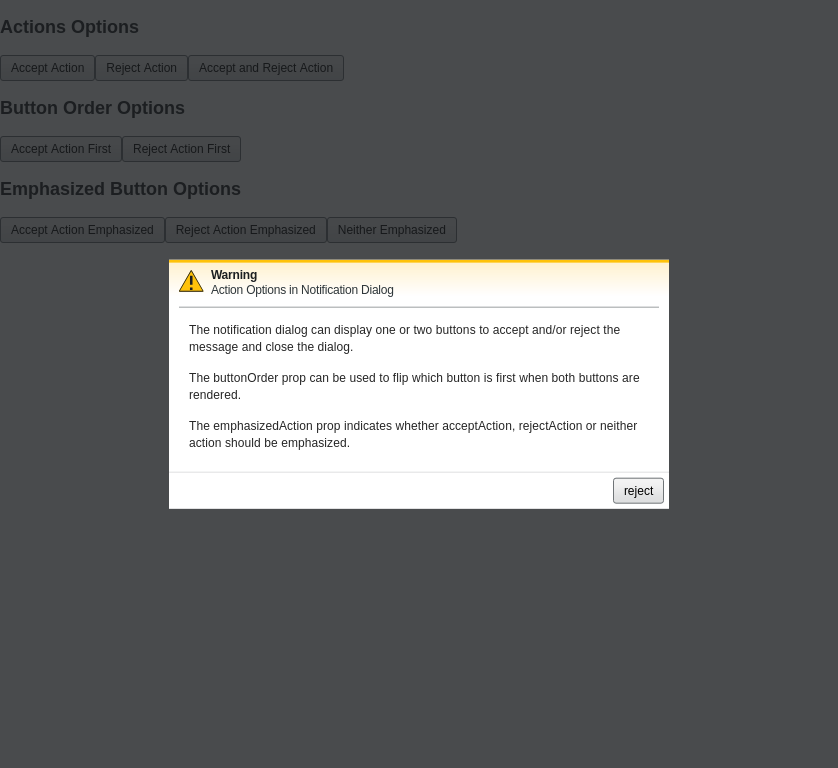 Actions Options
Accept Action Reject Action Accept and Reject Action
Button Order Options
Accept Action First Reject Action First
Emphasized Button Options
Accept Action Emphasized Reject Action Emphasized Neither Emphasized
Warning
Action Options in Notification Dialog
The notification dialog can display one or two buttons to accept and/or reject the
message and close the dialog.
The buttonOrder prop can be used to flip which button is first when both buttons are
rendered.
The emphasizedAction prop indicates whether acceptAction, rejectAction or neither
action should be emphasized.
reject